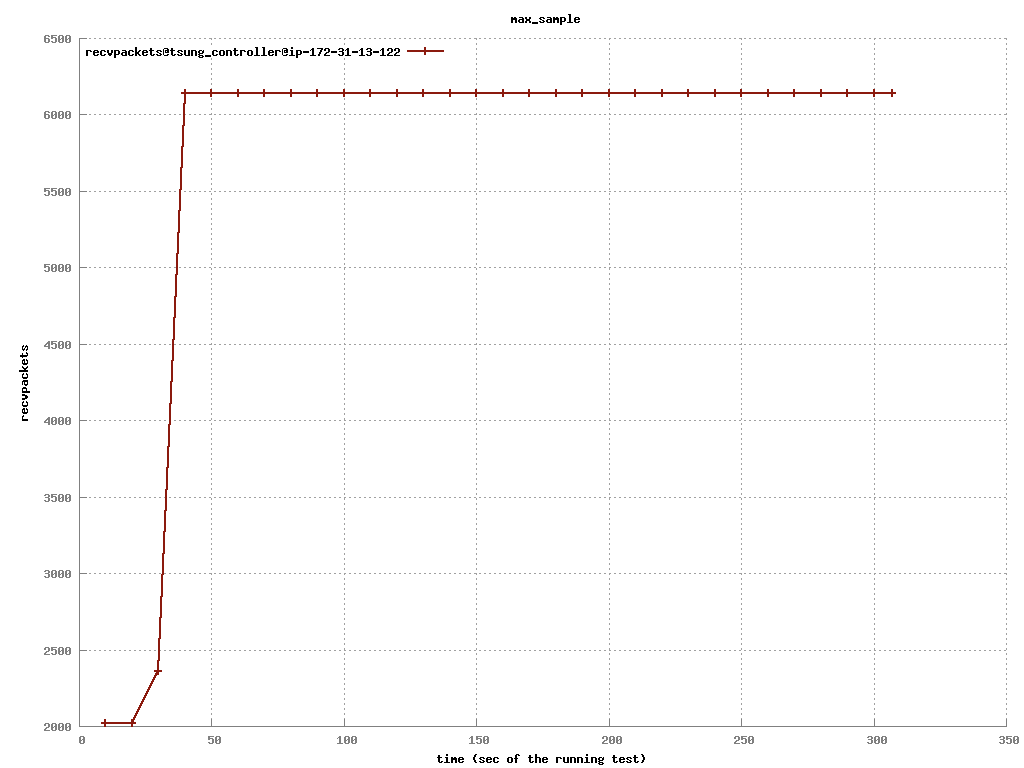 max_sample
recvpackets@tsung_controller@ip-172-31-13-122
6500
6000
5500
5000
4500
4000
3500
3000
2500
2000
recvpackets
0 50 100 150 200 250 300 350
time (sec of the running test)